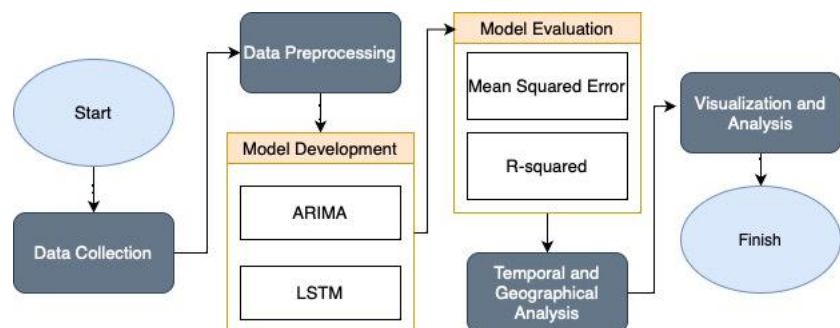 Start
Data Collection
Data Preprocessing
Model Development
ARIMA
LSTM
Model Evaluation
Mean Squared Error
R-squared
Temporal and
Geographical
Analysis
Visualization and
Analysis
Finish